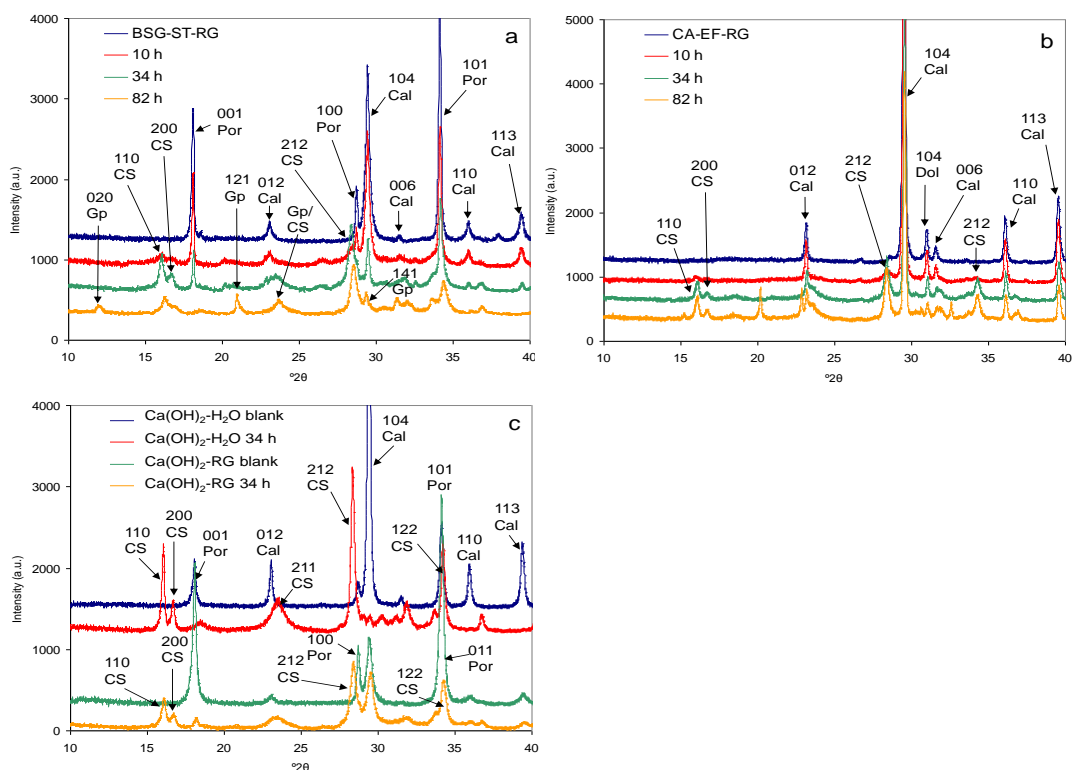 a
BSG-ST-RG
10 h
34 h
82 h
4000
3000
2000
1000
0
Intensity (a.u.)
020
Gp
110
CS
200
CS
001
Por
121
Gp
012
Cal
Gp/
CS
212
CS
100
Por
104
Cal
006
Cal
141
Gp
101
Por
110
Cal
113
Cal
10 15 20 25 30 35 40
°2θ
b
CA-EF-RG
10 h
34 h
82 h
5000
4000
3000
2000
1000
0
Intensity (a.u.)
110
CS
200
CS
012
Cal
212
CS
104
Cal
104
Dol
006
Cal
212
CS
110
Cal
113
Cal
10 15 20 25 30 35 40
°2θ
c
Ca(OH)₂-H₂O blank
Ca(OH)₂-H₂O 34 h
Ca(OH)₂-RG blank
Ca(OH)₂-RG 34 h
4000
3000
2000
1000
0
Intensity (a.u.)
110
CS
200
CS
001
Por
012
Cal
211
CS
212
CS
104
Cal
101
Por
122
CS
110
Cal
113
Cal
110
CS
200
CS
212
CS
100
Por
122
CS
011
Por
10 15 20 25 30 35 40
°2θ